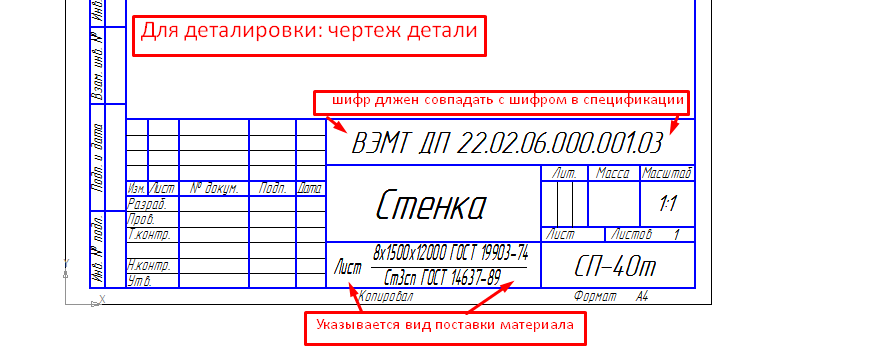 Инв.
Взам. инв. №
Подп. и дата
Инв. № подл.
Для деталировки: чертеж детали
шифр длжен совпадать с шифром в спецификации
ВЭМТ ДП 22.02.06.000.001.03
Лит. Масса Масштаб
Изм. Лист № докум. Подп. Дата
Разраб.
Пров.
Т.контр.
Н.контр.
Утв.
Стенка
1:1
Лист Листов 1
Лист 8х1500х12000 ГОСТ 19903-74
Ст3сп ГОСТ 14637-89
СП-40т
Копировал Формат А4
Y
X
Указывается вид поставки материала